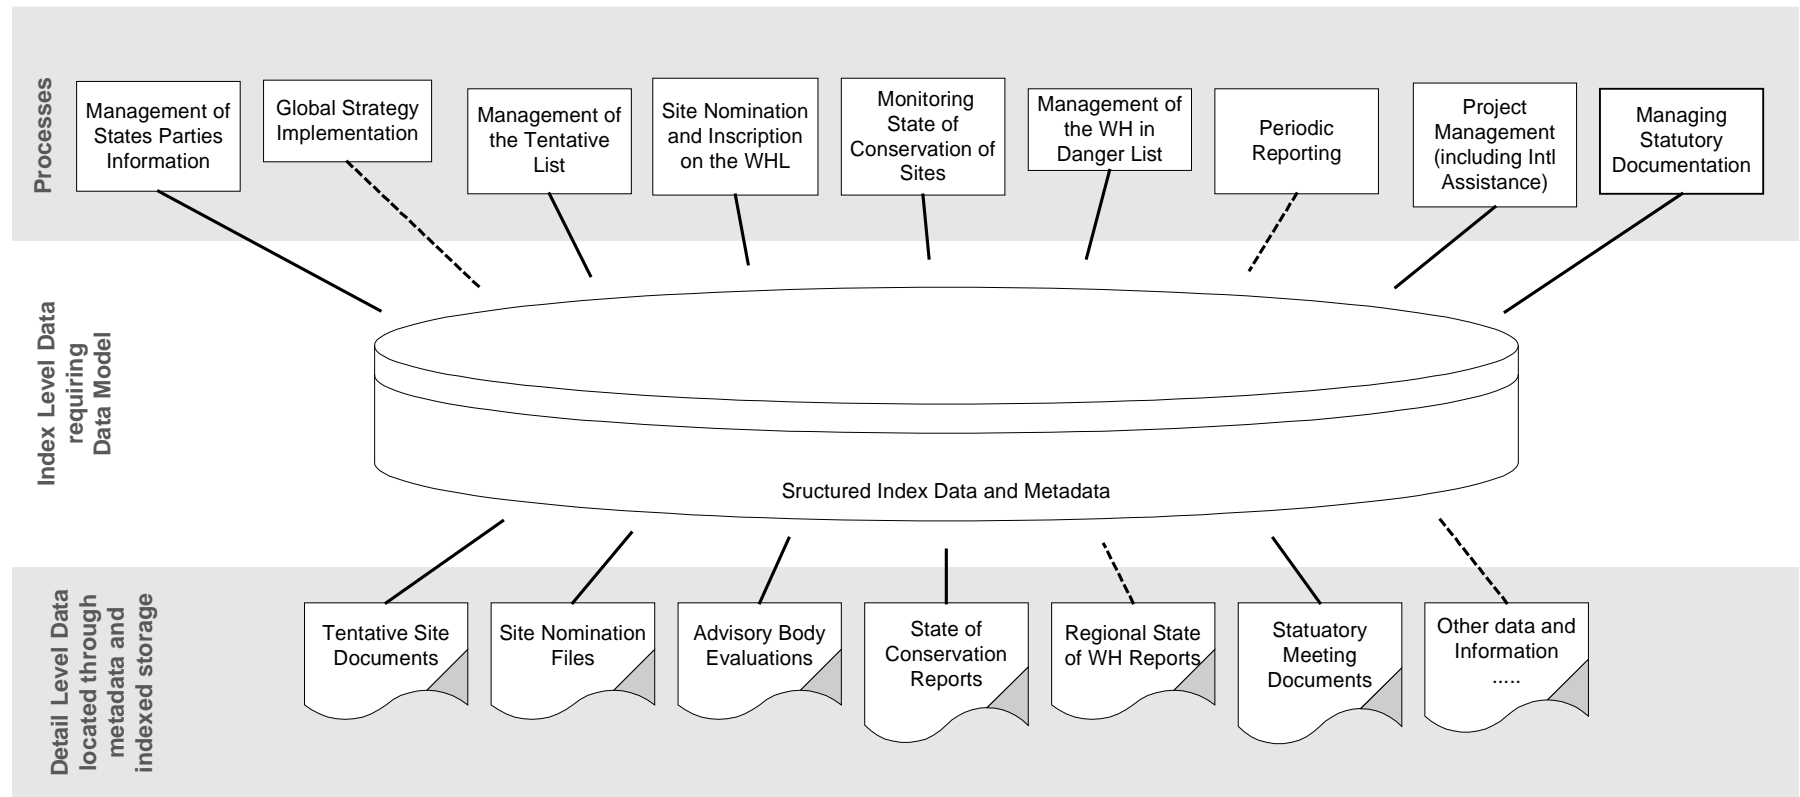 Processes
Management of
States Parties
Information
Global Strategy
Implementation
Management of
the Tentative
List
Site Nomination
and Inscription
on the WHL
Monitoring
State of
Conservation of
Sites
Management of
the WH in
Danger List
Periodic
Reporting
Project
Management
(including Intl
Assistance)
Managing
Statutory
Documentation
Index Level Data
requiring
Data Model
Sructured Index Data and Metadata
Detail Level Data
located through
metadata and
indexed storage
Tentative Site
Documents
Site Nomination
Files
Advisory Body
Evaluations
State of
Conservation
Reports
Regional State
of WH Reports
Statuatory
Meeting
Documents
Other data and
Information
.....